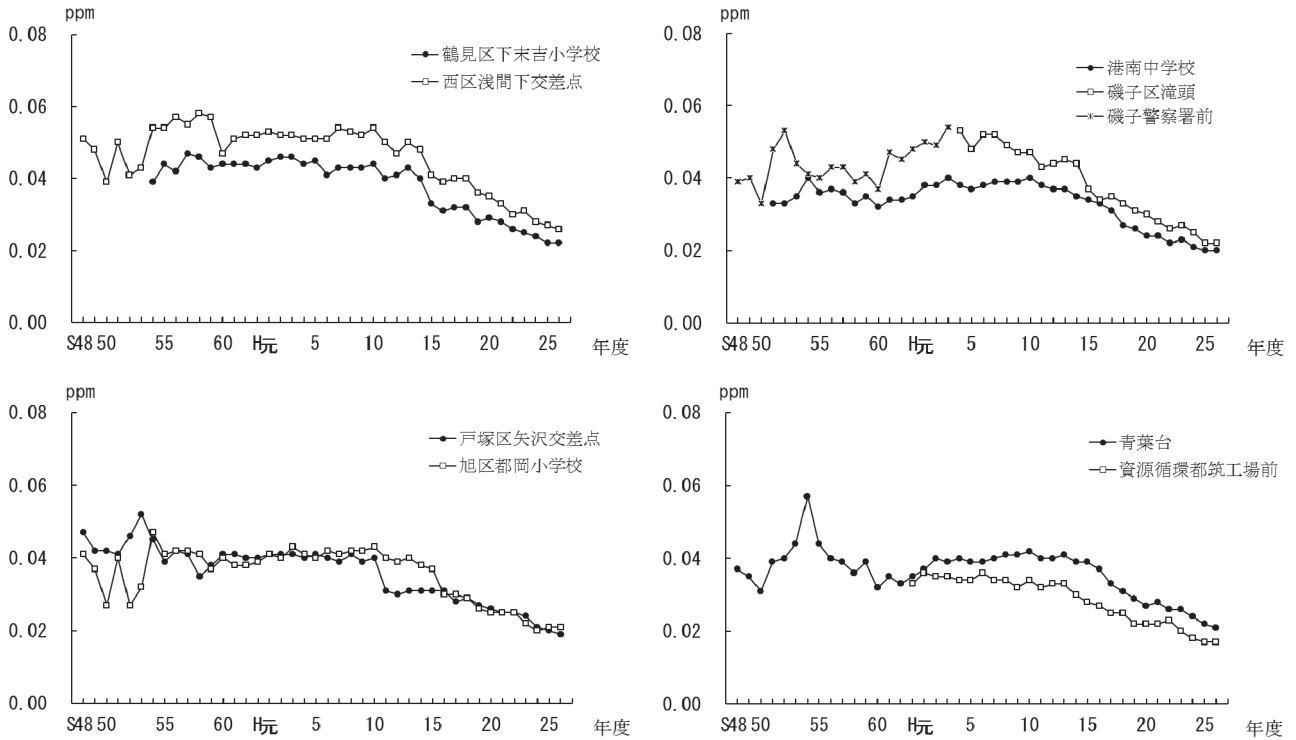 ppm
0.08
0.06
0.04
0.02
0.00
鶴見区下末吉小学校
西区浅間下交差点
S48 50 55 60 H元 5 10 15 20 25 年度
ppm
0.08
0.06
0.04
0.02
0.00
港南中学校
磯子区滝頭
磯子警察署前
S48 50 55 60 H元 5 10 15 20 25 年度
ppm
0.08
0.06
0.04
0.02
0.00
戸塚区矢沢交差点
旭区都岡小学校
S48 50 55 60 H元 5 10 15 20 25 年度
ppm
0.08
0.06
0.04
0.02
0.00
青葉台
資源循環都筑工場前
S48 50 55 60 H元 5 10 15 20 25 年度